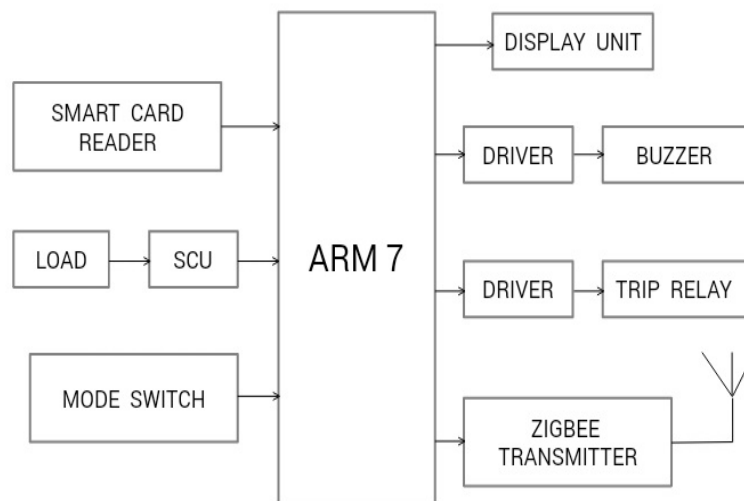 DISPLAY UNIT
SMART CARD
READER
DRIVER
BUZZER
LOAD
SCU
ARM 7
DRIVER
TRIP RELAY
MODE SWITCH
ZIGBEE
TRANSMITTER